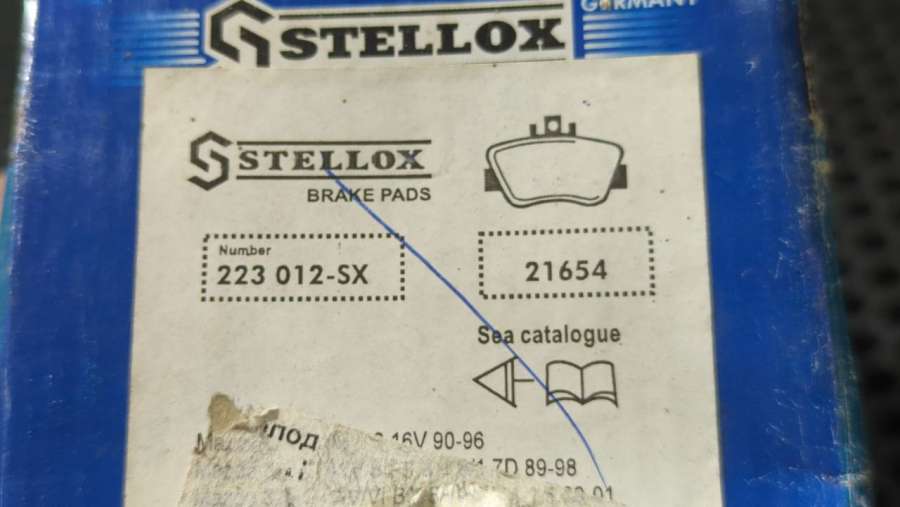 GERMANY
STELLOX
STELLOX
BRAKE PADS
Number
223 012-SX
21654
Sea catalogue
16V 90-96
7D 89-98